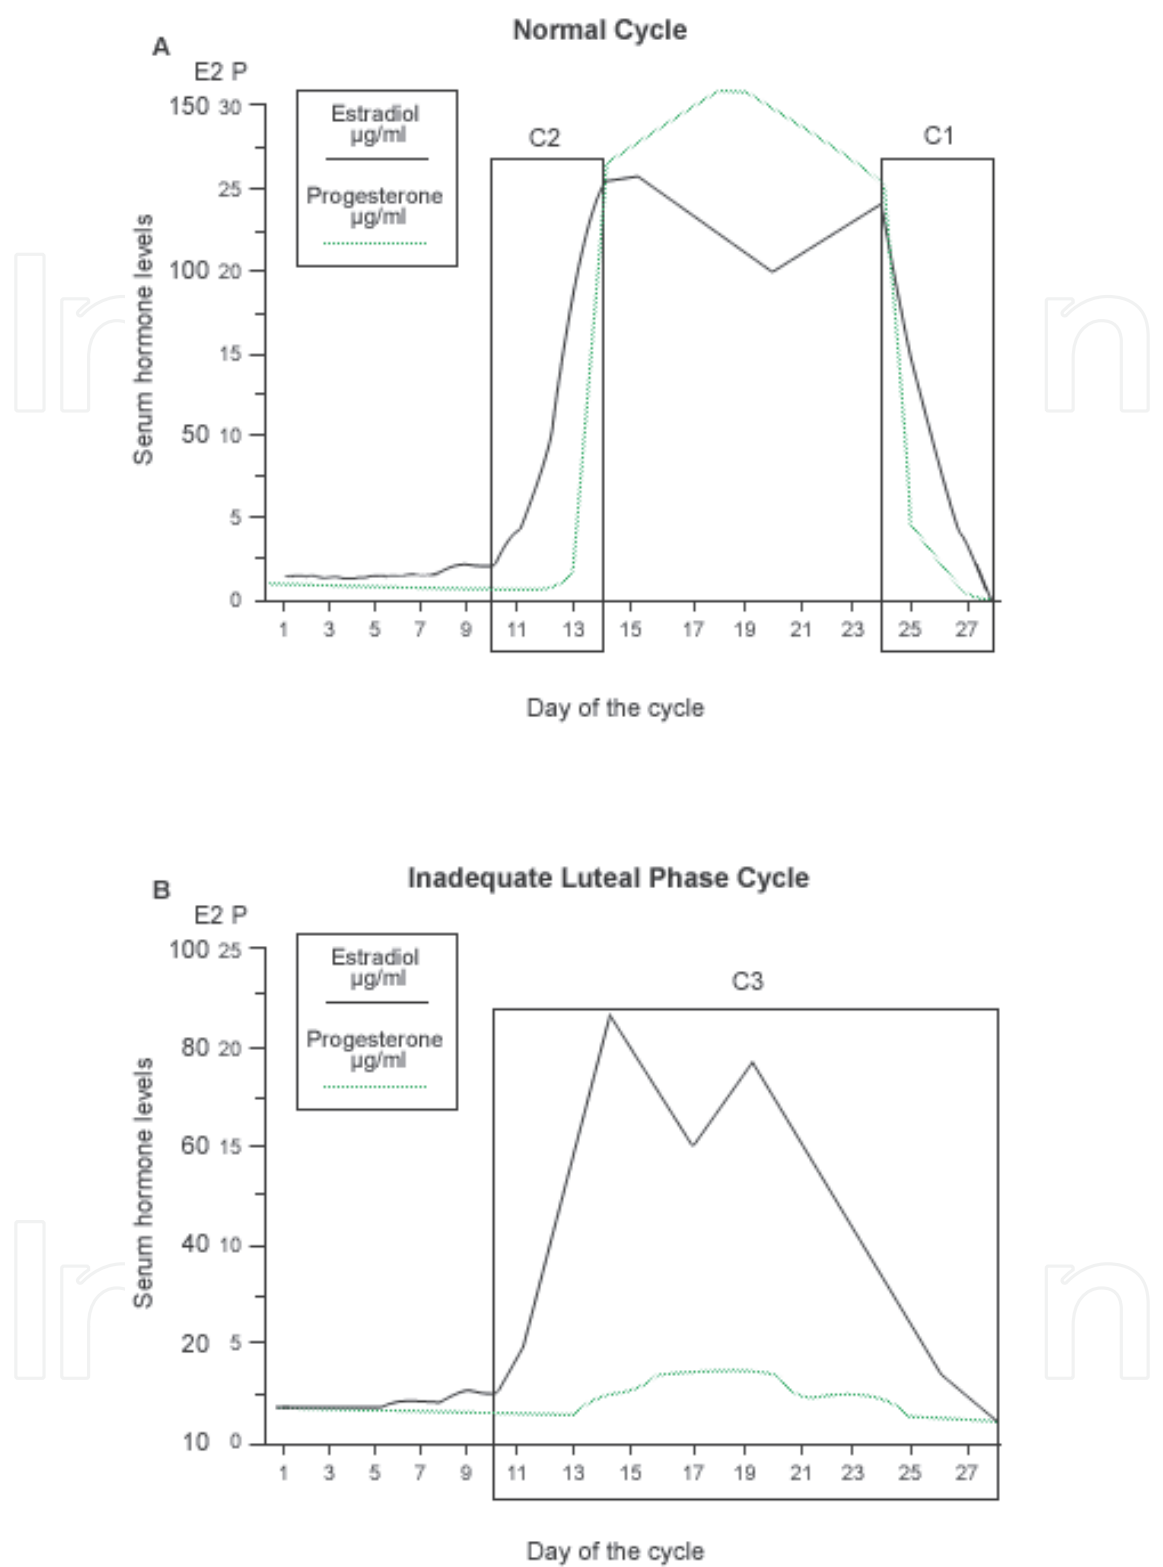 Normal Cycle
A
E2 P
150 30
25
100 20
15
50 10
5
0
Serum hormone levels
Estradiol
µg/ml
Progesterone
µg/ml
C2
C1
1 3 5 7 9 11 13 15 17 19 21 23 25 27
Day of the cycle
Inadequate Luteal Phase Cycle
B
E2 P
100 25
80 20
60 15
40 10
20 5
10 0
Serum hormone levels
Estradiol
µg/ml
Progesterone
µg/ml
C3
1 3 5 7 9 11 13 15 17 19 21 23 25 27
Day of the cycle